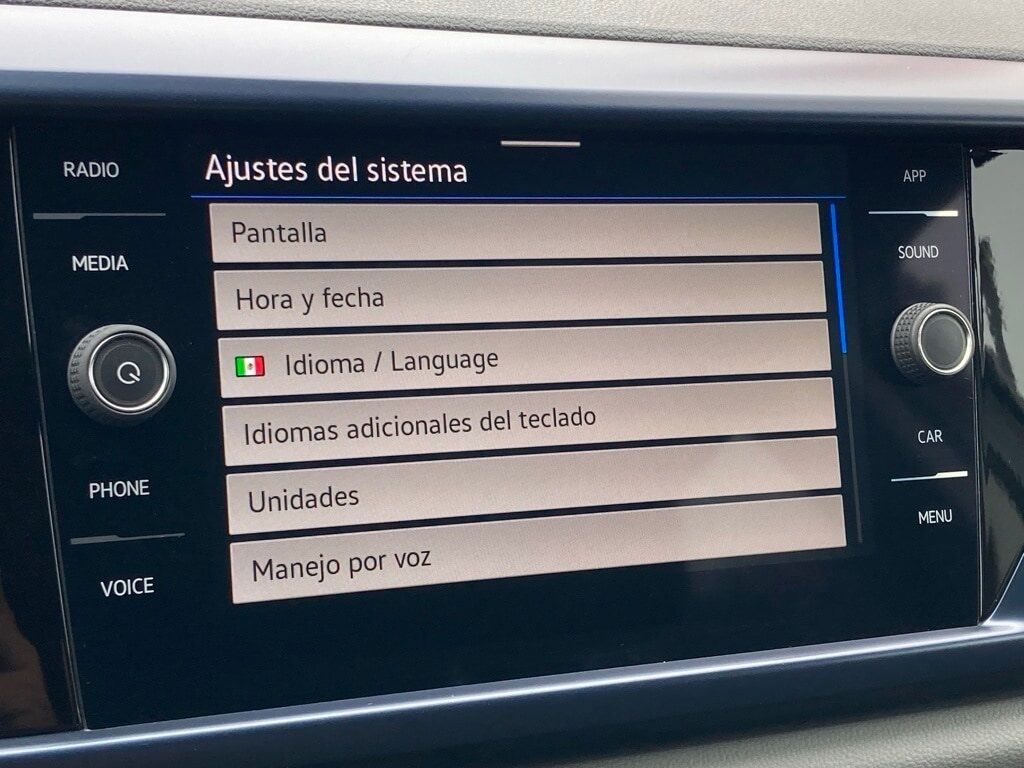 RADIO
MEDIA
PHONE
VOICE
Ajustes del sistema
Pantalla
Hora y fecha
Idioma / Language
Idiomas adicionales del teclado
Unidades
Manejo por voz
APP
SOUND
CAR
MENU